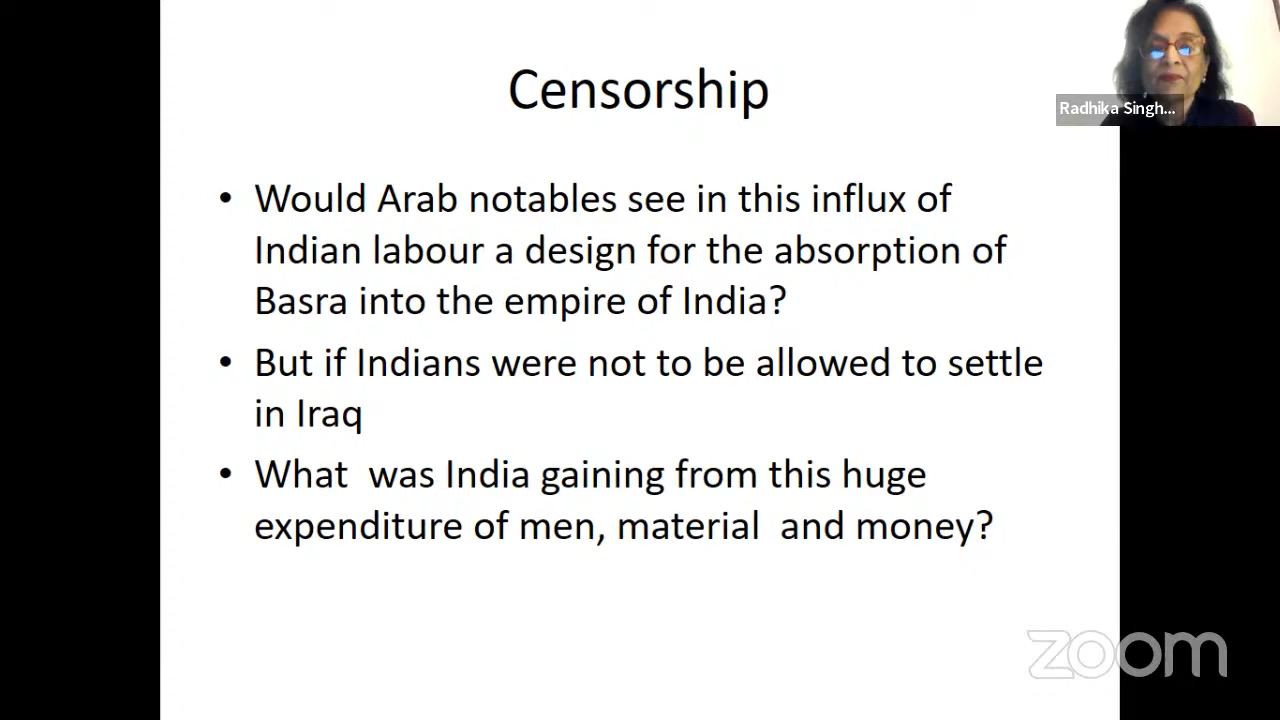 Censorship
Radhika Singh...
• Would Arab notables see in this influx of
Indian labour a design for the absorption of
Basra into the empire of India?
• But if Indians were not to be allowed to settle
in Iraq
• What  was India gaining from this huge
expenditure of men, material  and money?
zoom